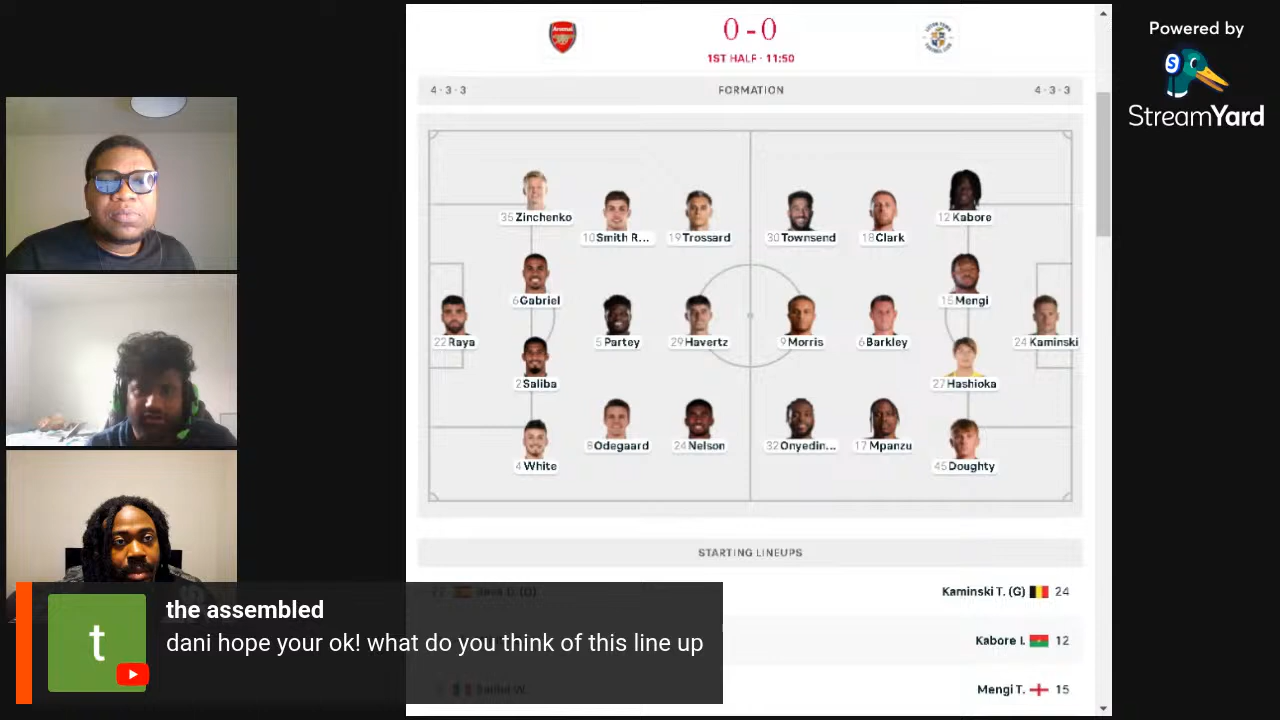 Powered by
StreamYard
Arsenal
0 - 0
1ST HALF · 11:50
4 · 3 · 3
FORMATION
4 · 3 · 3
35 Zinchenko
10 Smith R...
19 Trossard
30 Townsend
18 Clark
12 Kabore
6 Gabriel
15 Mengi
22 Raya
5 Partey
29 Havertz
9 Morris
6 Barkley
24 Kaminski
2 Saliba
27 Hashioka
8 Odegaard
24 Nelson
32 Onyedin...
17 Mpanzu
4 White
45 Doughty
STARTING LINEUPS
Kaminski T. (G) 24
Kabore I. 12
Saliba W.
Mengi T. 15
t
the assembled
dani hope your ok! what do you think of this line up